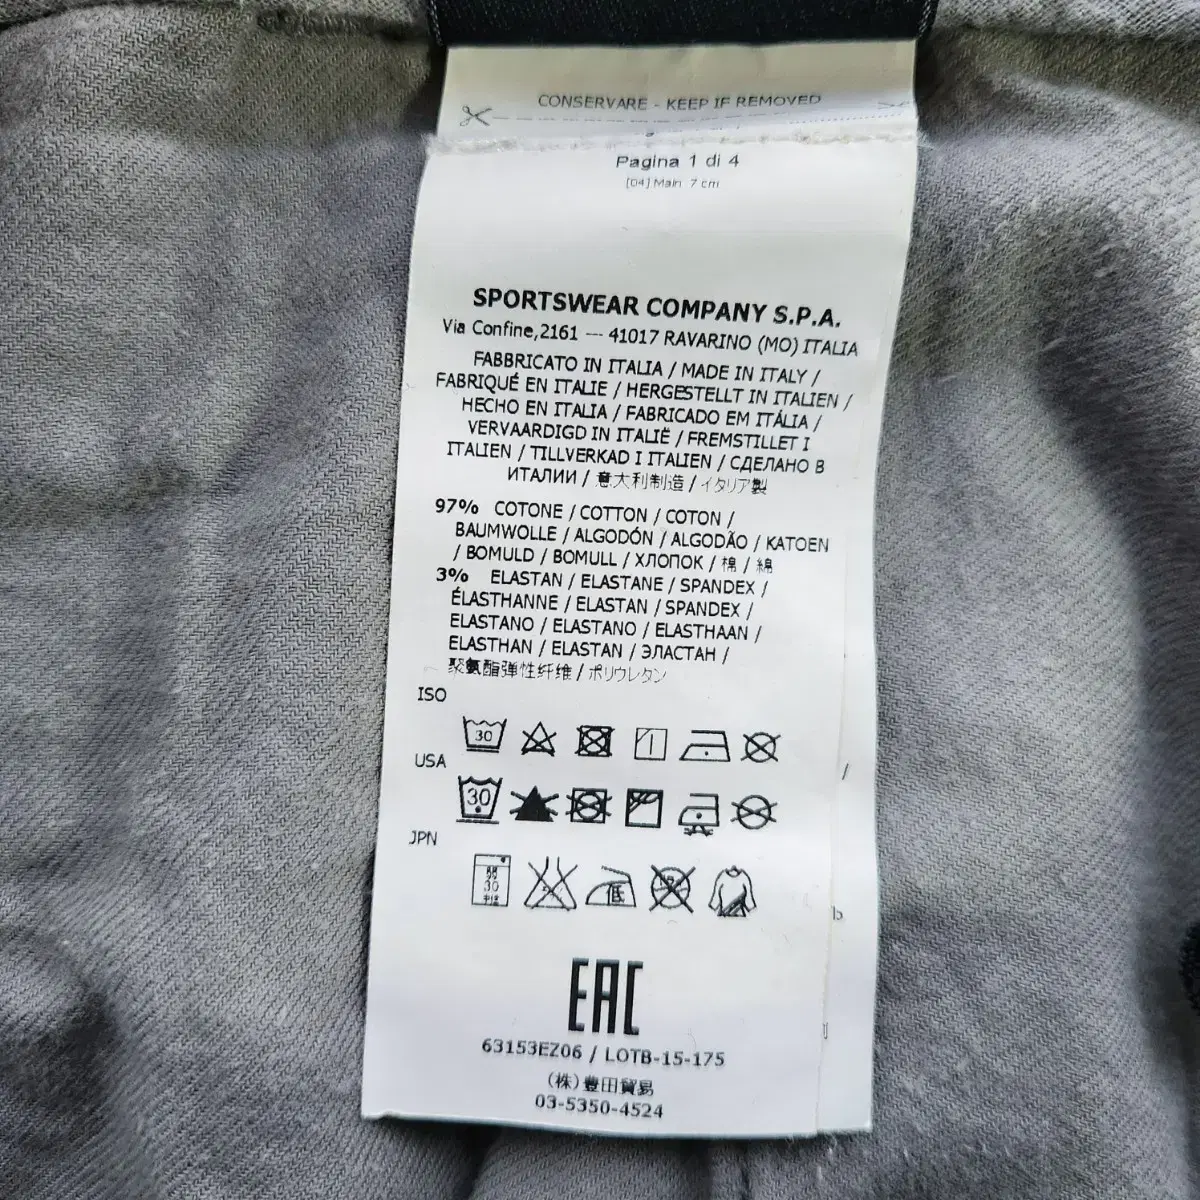 CONSERVARE - KEEP IF REMOVED
Pagina 1 di 4
[04] Main 7 cm
SPORTSWEAR COMPANY S.P.A.
Via Confine,2161 --- 41017 RAVARINO (MO) ITALIA
FABBRICATO IN ITALIA / MADE IN ITALY /
FABRIQUÉ EN ITALIE / HERGESTELLT IN ITALIEN /
HECHO EN ITALIA / FABRICADO EM ITÁLIA /
VERVAARDIGD IN ITALIË / FREMSTILLET I
ITALIEN / TILLVERKAD I ITALIEN / СДЕЛАНО В
ИТАЛИИ / 意大利制造 / イタリア製
97% COTONE / COTTON / COTON /
BAUMWOLLE / ALGODÓN / ALGODÃO / KATOEN
/ BOMULD / BOMULL / ХЛОПОК / 棉 / 綿
3% ELASTAN / ELASTANE / SPANDEX /
ÉLASTHANNE / ELASTAN / SPANDEX /
ELASTANO / ELASTANO / ELASTHAAN /
ELASTHAN / ELASTAN / ЭЛАСТАН /
聚氨酯弹性纤维 / ポリウレタン
ISO
30
USA
30
JPN
弱
30
中性
低
EAC
63153EZ06 / LOTB-15-175
(株)豊田貿易
03-5350-4524